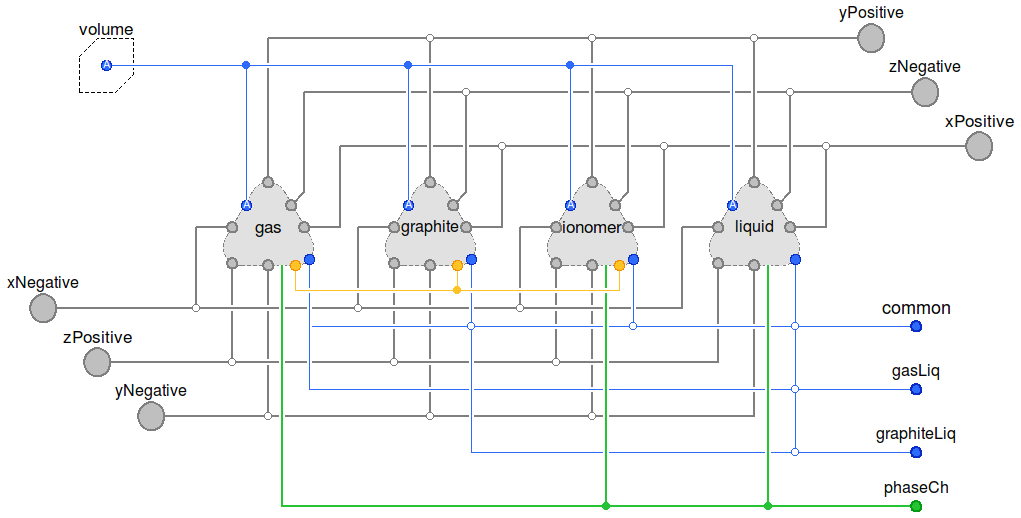 yPositive
volume
zNegative
A
xPositive
A
A
A
A
gas
graphite
ionomer
liquid
xNegative
common
zPositive
gasLiq
yNegative
graphiteLiq
phaseCh